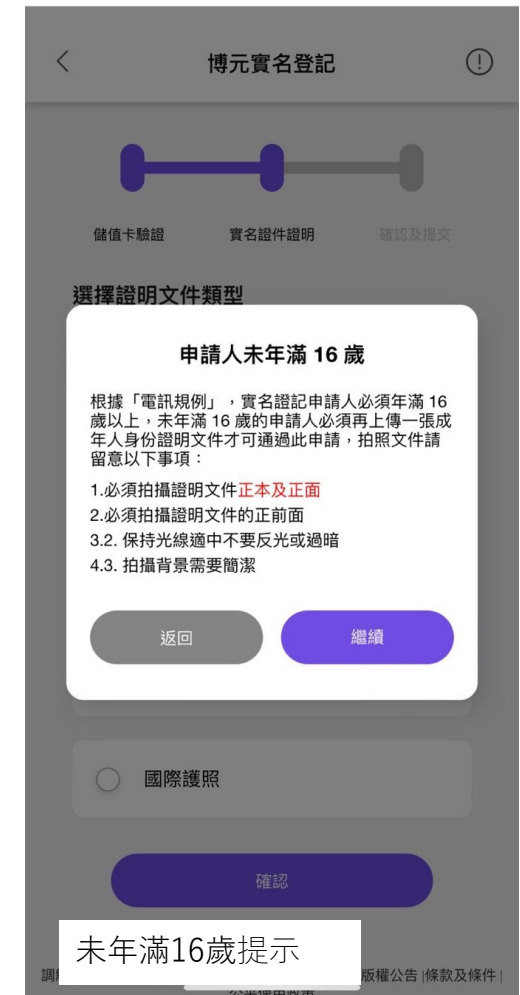 博元實名登記
儲值卡驗證
實名證件證明
確認及提交
選擇證明文件類型
申請人未年滿 16 歲
根據「電訊規例」，實名證記申請人必須年滿 16
歲以上，未年滿 16 歲的申請人必須再上傳一張成
年人身份證明文件才可通過此申請，拍照文件請
留意以下事項：
1.必須拍攝證明文件正本及正面
2.必須拍攝證明文件的正前面
3.2. 保持光線適中不要反光或過暗
4.3. 拍攝背景需要簡潔
返回
繼續
國際護照
確認
未年滿16歲提示
版權公告 |條款及條件 |